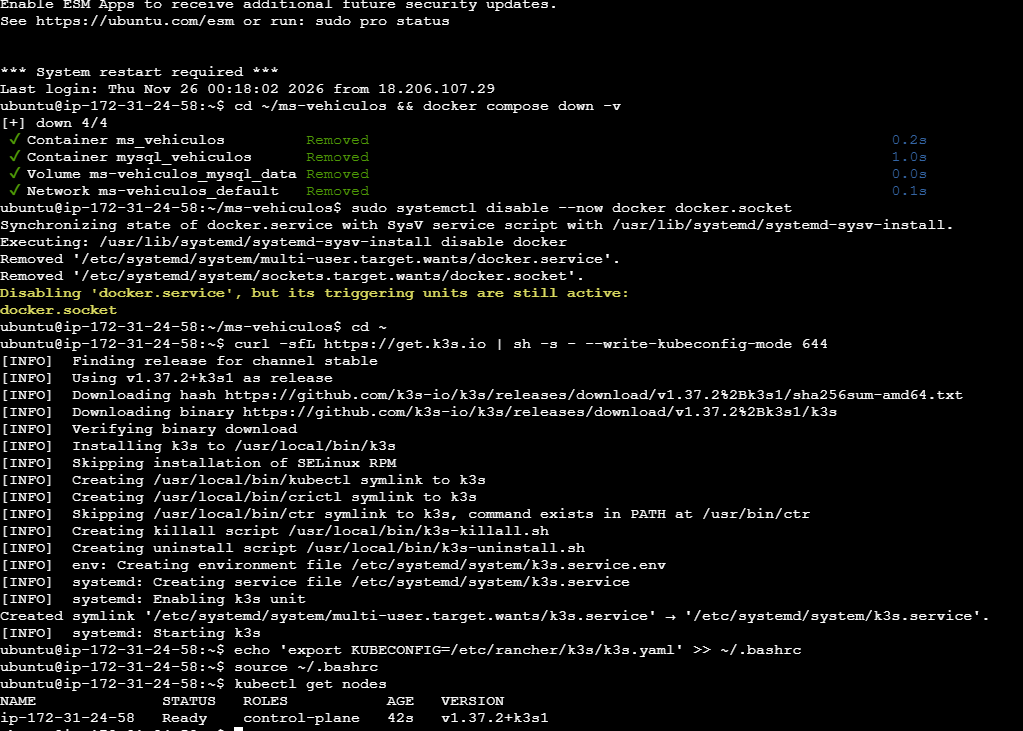 Enable ESM Apps to receive additional future security updates.
See https://ubuntu.com/esm or run: sudo pro status
*** System restart required ***
Last login: Thu Nov 26 00:18:02 2026 from 18.206.107.29
ubuntu@ip-172-31-24-58:~$ cd ~/ms-vehiculos && docker compose down -v
[+] down 4/4
✓ Container ms_vehiculos Removed 0.2s
✓ Container mysql_vehiculos Removed 1.0s
✓ Volume ms-vehiculos_mysql_data Removed 0.0s
✓ Network ms-vehiculos_default Removed 0.1s
ubuntu@ip-172-31-24-58:~/ms-vehiculos$ sudo systemctl disable --now docker docker.socket
Synchronizing state of docker.service with SysV service script with /usr/lib/systemd/systemd-sysv-install.
Executing: /usr/lib/systemd/systemd-sysv-install disable docker
Removed '/etc/systemd/system/multi-user.target.wants/docker.service'.
Removed '/etc/systemd/system/sockets.target.wants/docker.socket'.
Disabling 'docker.service', but its triggering units are still active:
docker.socket
ubuntu@ip-172-31-24-58:~/ms-vehiculos$ cd ~
ubuntu@ip-172-31-24-58:~$ curl -sfL https://get.k3s.io | sh -s - --write-kubeconfig-mode 644
[INFO]  Finding release for channel stable
[INFO]  Using v1.37.2+k3s1 as release
[INFO]  Downloading hash https://github.com/k3s-io/k3s/releases/download/v1.37.2%2Bk3s1/sha256sum-amd64.txt
[INFO]  Downloading binary https://github.com/k3s-io/k3s/releases/download/v1.37.2%2Bk3s1/k3s
[INFO]  Verifying binary download
[INFO]  Installing k3s to /usr/local/bin/k3s
[INFO]  Skipping installation of SELinux RPM
[INFO]  Creating /usr/local/bin/kubectl symlink to k3s
[INFO]  Creating /usr/local/bin/crictl symlink to k3s
[INFO]  Skipping /usr/local/bin/ctr symlink to k3s, command exists in PATH at /usr/bin/ctr
[INFO]  Creating killall script /usr/local/bin/k3s-killall.sh
[INFO]  Creating uninstall script /usr/local/bin/k3s-uninstall.sh
[INFO]  env: Creating environment file /etc/systemd/system/k3s.service.env
[INFO]  systemd: Creating service file /etc/systemd/system/k3s.service
[INFO]  systemd: Enabling k3s unit
Created symlink '/etc/systemd/system/multi-user.target.wants/k3s.service' → '/etc/systemd/system/k3s.service'.
[INFO]  systemd: Starting k3s
ubuntu@ip-172-31-24-58:~$ echo 'export KUBECONFIG=/etc/rancher/k3s/k3s.yaml' >> ~/.bashrc
ubuntu@ip-172-31-24-58:~$ source ~/.bashrc
ubuntu@ip-172-31-24-58:~$ kubectl get nodes
NAME STATUS ROLES AGE VERSION
ip-172-31-24-58 Ready control-plane 42s v1.37.2+k3s1